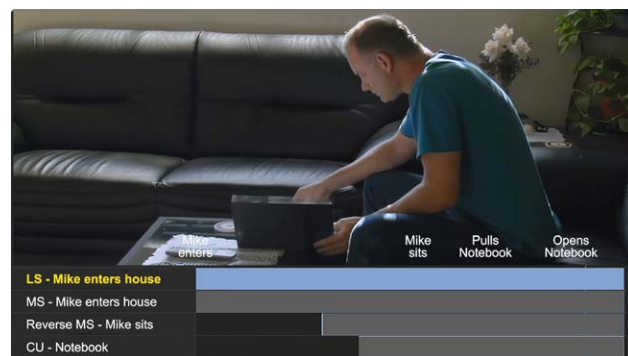 Mike
enters
Mike
sits
Pulls
Notebook
Opens
Notebook
LS - Mike enters house
MS - Mike enters house
Reverse MS - Mike sits
CU - Notebook